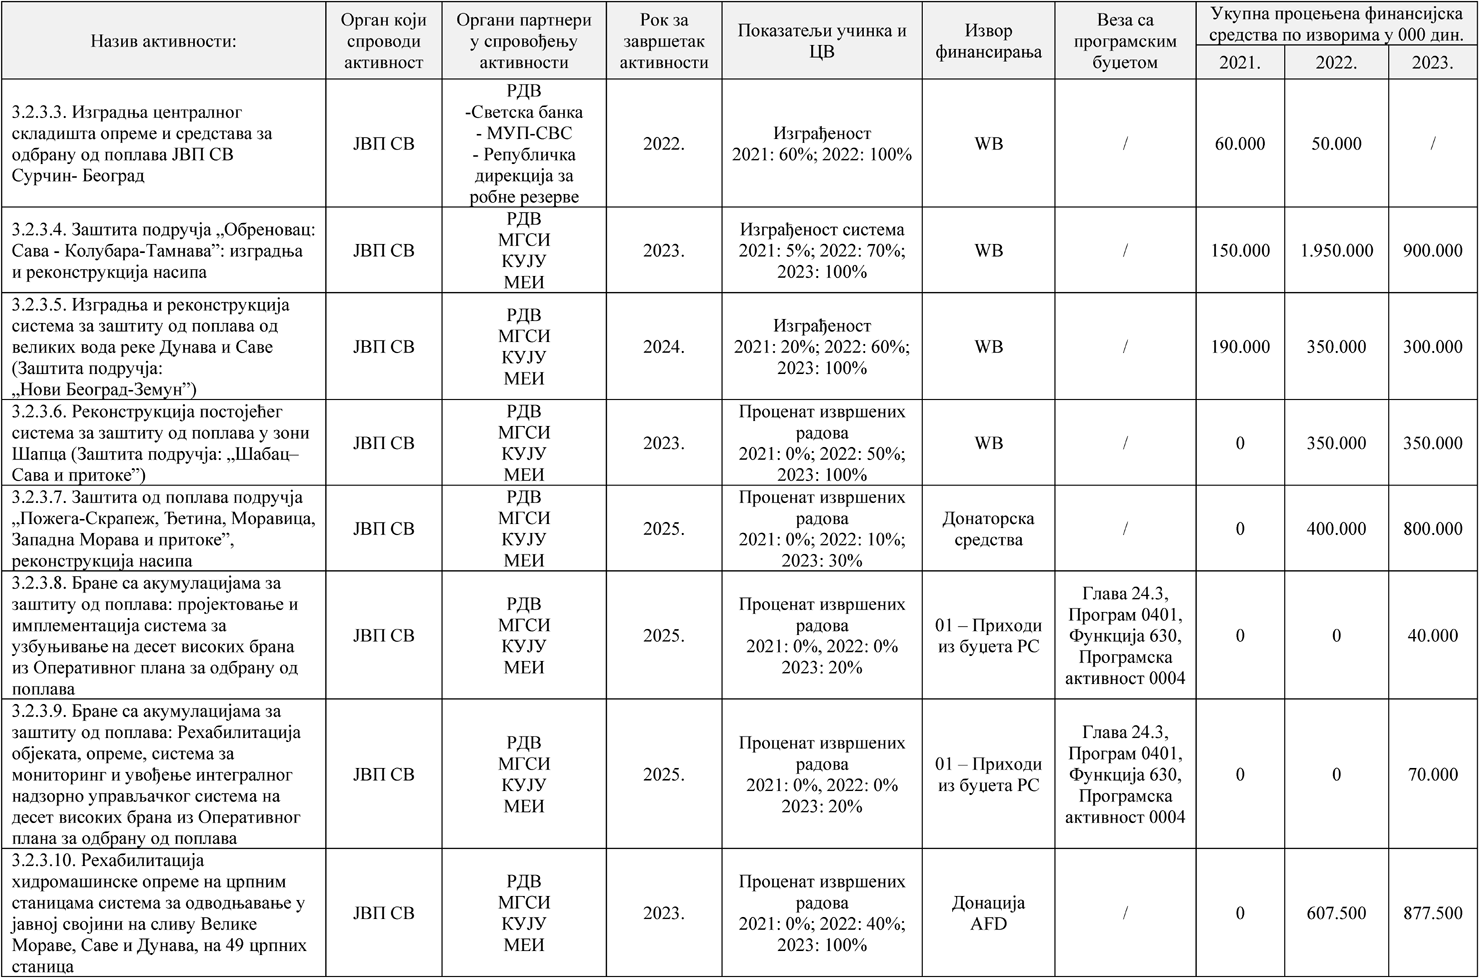 Назив активности:
Орган који
спроводи
активност
Органи партнери
у спровођењу
активности
Рок за
завршетак
активности
Показатељи учинка и
ЦВ
Извор
финансирања
Веза са
програмским
буџетом
Укупна процењена финансијска
средства по изворима у 000 дин.
2021.
2022.
2023.
3.2.3.3. Изградња централног
складишта опреме и средстава за
одбрану од поплава ЈВП СВ
Сурчин- Београд
ЈВП СВ
РДВ
-Светска банка
- МУП-СВС
- Републичка
дирекција за
робне резерве
2022.
Изграђеност
2021: 60%; 2022: 100%
WB
/
60.000
50.000
/
3.2.3.4. Заштита подручја „Обреновац:
Сава - Колубара-Тамнава”: изградња
и реконструкција насипа
ЈВП СВ
РДВ
МГСИ
КУЈУ
МЕИ
2023.
Изграђеност система
2021: 5%; 2022: 70%;
2023: 100%
WB
/
150.000
1.950.000
900.000
3.2.3.5. Изградња и реконструкција
система за заштиту од поплава од
великих вода реке Дунава и Саве
(Заштита подручја:
„Нови Београд-Земун”)
ЈВП СВ
РДВ
МГСИ
КУЈУ
МЕИ
2024.
Изграђеност
2021: 20%; 2022: 60%;
2023: 100%
WB
/
190.000
350.000
300.000
3.2.3.6. Реконструкција постојећег
система за заштиту од поплава у зони
Шапца (Заштита подручја: „Шабац–
Сава и притоке”)
ЈВП СВ
РДВ
МГСИ
КУЈУ
МЕИ
2023.
Проценат извршених
радова
2021: 0%; 2022: 50%;
2023: 100%
WB
/
0
350.000
350.000
3.2.3.7. Заштита од поплава подручја
„Пожега-Скрапеж, Ђетина, Моравица,
Западна Морава и притоке”,
реконструкција насипа
ЈВП СВ
РДВ
МГСИ
КУЈУ
МЕИ
2025.
Проценат извршених
радова
2021: 0%; 2022: 10%;
2023: 30%
Донаторска
средства
/
0
400.000
800.000
3.2.3.8. Бране са акумулацијама за
заштиту од поплава: пројектовање и
имплементација система за
узбуњивање на десет високих брана
из Оперативног плана за одбрану од
поплава
ЈВП СВ
РДВ
МГСИ
КУЈУ
МЕИ
2025.
Проценат извршених
радова
2021: 0%, 2022: 0%
2023: 20%
01 – Приходи
из буџета РС
Глава 24.3,
Програм 0401,
Функција 630,
Програмска
активност 0004
0
0
40.000
3.2.3.9. Бране са акумулацијама за
заштиту од поплава: Рехабилитација
објеката, опреме, система за
мониторинг и увођење интегралног
надзорно управљачког система на
десет високих брана из Оперативног
плана за одбрану од поплава
ЈВП СВ
РДВ
МГСИ
КУЈУ
МЕИ
2025.
Проценат извршених
радова
2021: 0%, 2022: 0%
2023: 20%
01 – Приходи
из буџета РС
Глава 24.3,
Програм 0401,
Функција 630,
Програмска
активност 0004
0
0
70.000
3.2.3.10. Рехабилитација
хидромашинске опреме на црпним
станицама система за одводњавање у
јавној својини на сливу Велике
Мораве, Саве и Дунава, на 49 црпних
станица
ЈВП СВ
РДВ
МГСИ
КУЈУ
МЕИ
2023.
Проценат извршених
радова
2021: 0%; 2022: 40%;
2023: 100%
Донација
AFD
/
0
607.500
877.500